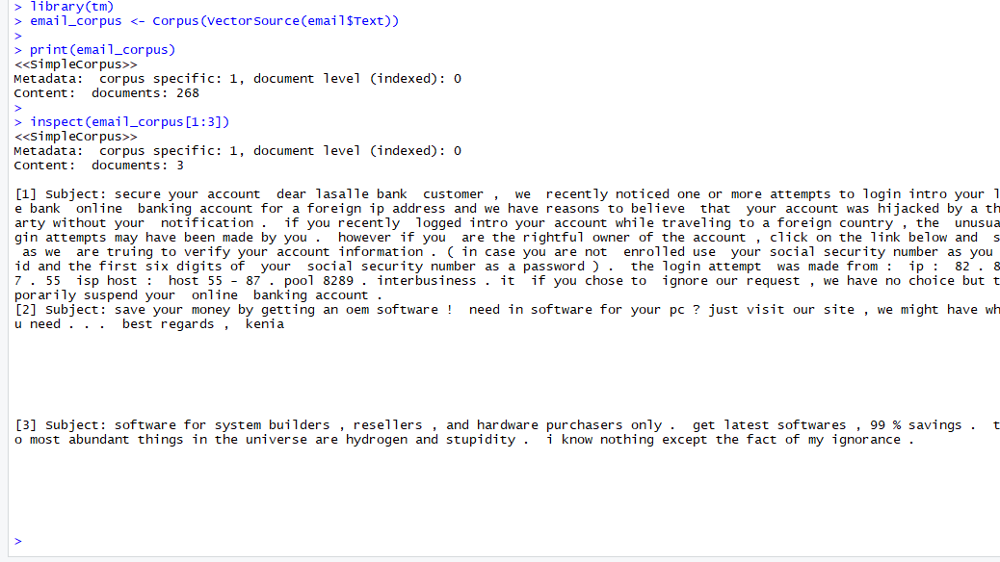 > library(tm)
> email_corpus <- Corpus(VectorSource(email$Text))
>
> print(email_corpus)
<<SimpleCorpus>>
Metadata:  corpus specific: 1, document level (indexed): 0
Content:  documents: 268
>
> inspect(email_corpus[1:3])
<<SimpleCorpus>>
Metadata:  corpus specific: 1, document level (indexed): 0
Content:  documents: 3
[1] Subject: secure your account  dear lasalle bank  customer ,  we  recently noticed one or more attempts to login intro your l
e bank  online  banking account for a foreign ip address and we have reasons to believe  that  your account was hijacked by a th
arty without your  notification .  if you recently  logged intro your account while traveling to a foreign country , the  unusua
gin attempts may have been made by you .  however if you  are the rightful owner of the account , click on the link below and  s
 as we  are truing to verify your account information . ( in case you are not  enrolled use  your social security number as you
id and the first six digits of  your  social security number as a password ) .  the login attempt  was made from :  ip :  82 . 8
7 . 55  isp host :  host 55 - 87 . pool 8289 . interbusiness . it  if you chose to  ignore our request , we have no choice but t
porarily suspend your  online  banking account .
[2] Subject: save your money by getting an oem software !  need in software for your pc ? just visit our site , we might have wh
u need . . .  best regards ,  kenia
[3] Subject: software for system builders , resellers , and hardware purchasers only .  get latest softwares , 99 % savings .  t
o most abundant things in the universe are hydrogen and stupidity .  i know nothing except the fact of my ignorance .
>